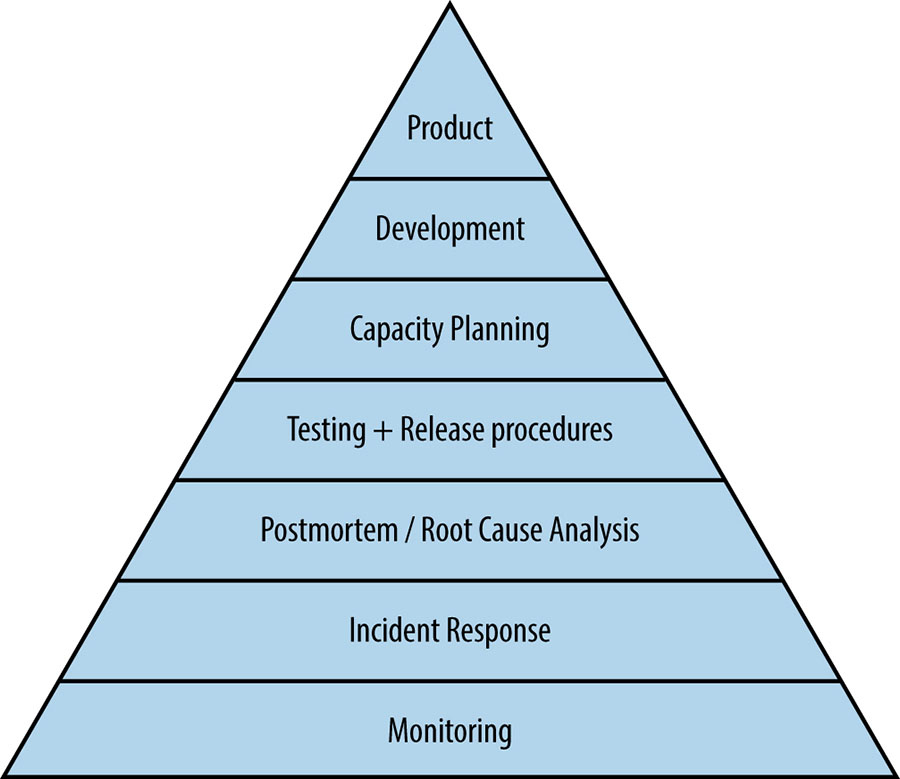 Product
Development
Capacity Planning
Testing + Release procedures
Postmortem / Root Cause Analysis
Incident Response
Monitoring